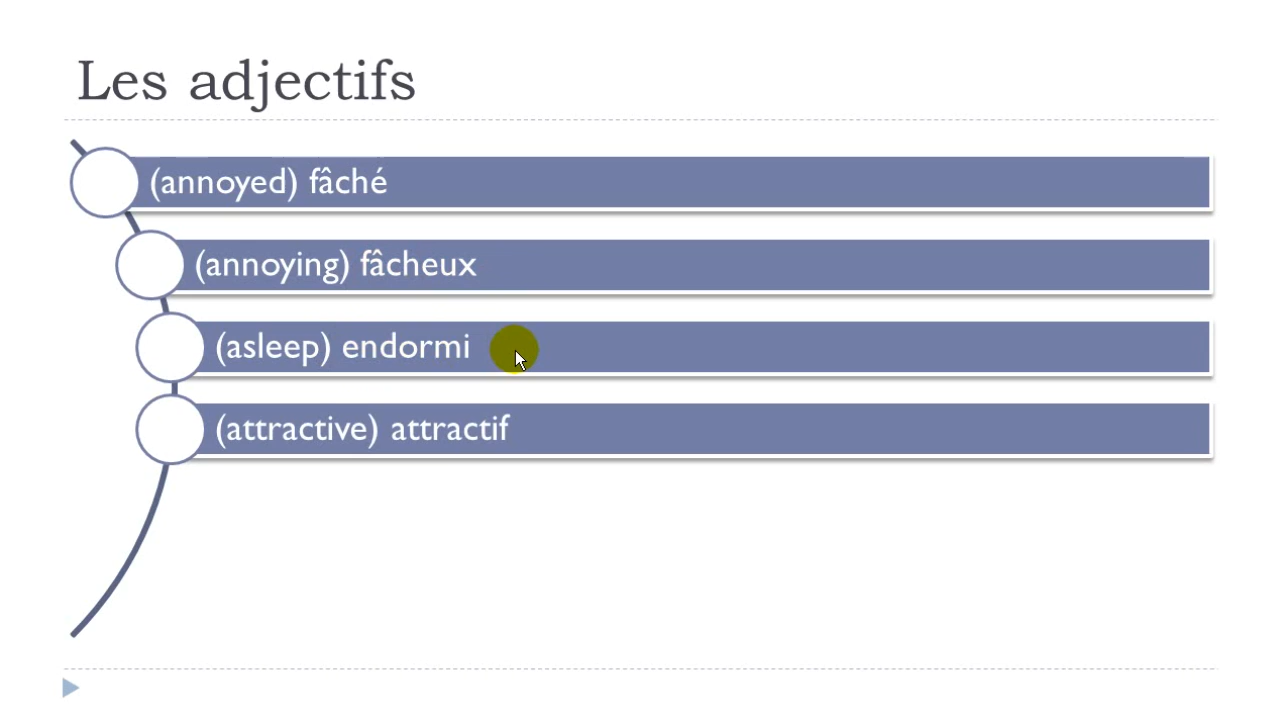 Les adjectifs
(annoyed) fâché
(annoying) fâcheux
(asleep) endormi
(attractive) attractif